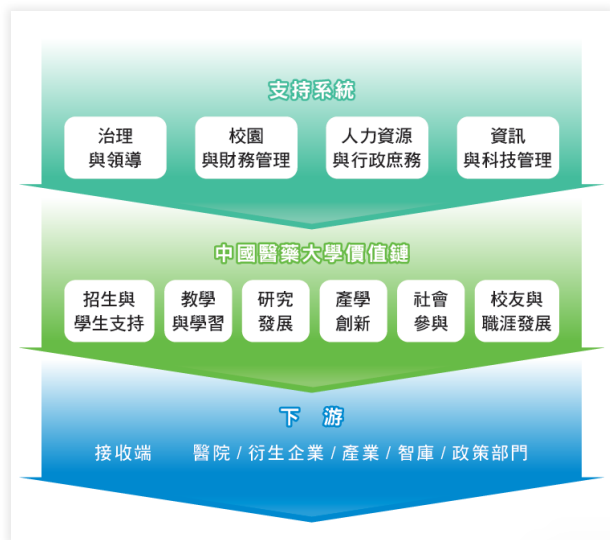 支持系統
治理
與領導
校園
與財務管理
人力資源
與行政庶務
資訊
與科技管理
中國醫藥大學價值鏈
招生與
學生支持
教學
與學習
研究
發展
產學
創新
社會
參與
校友與
職涯發展
下 游
接收端 醫院 / 衍生企業 / 產業 / 智庫 / 政策部門